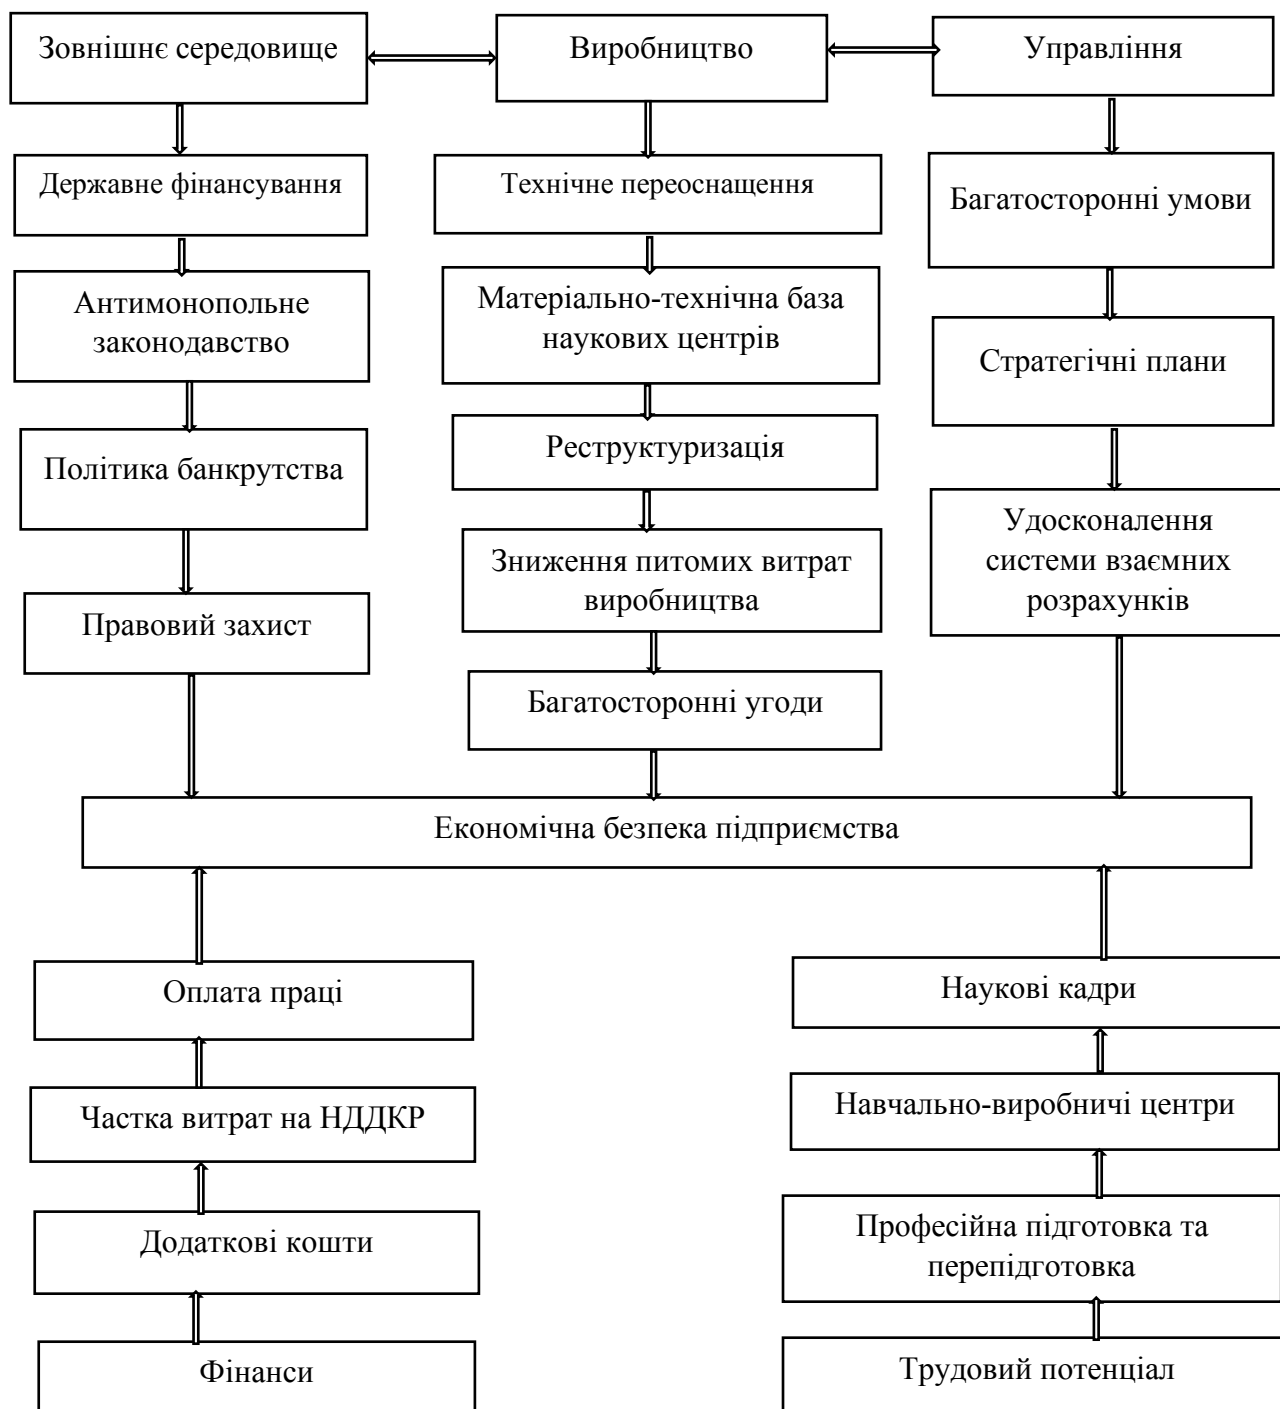 Зовнішнє середовище
Виробництво
Управління
Державне фінансування
Технічне переоснащення
Багатосторонні умови
Антимонопольне
законодавство
Матеріально-технічна база
наукових центрів
Стратегічні плани
Політика банкрутства
Реструктуризація
Удосконалення
системи взаємних
розрахунків
Зниження питомих витрат
виробництва
Правовий захист
Багатосторонні угоди
Економічна безпека підприємства
Оплата праці
Наукові кадри
Частка витрат на НДДКР
Навчально-виробничі центри
Додаткові кошти
Професійна підготовка та
перепідготовка
Фінанси
Трудовий потенціал